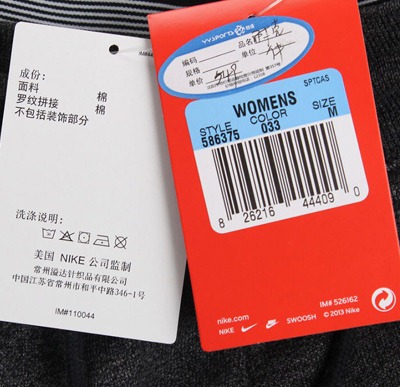 成份:
面料 棉
罗纹拼接 棉
不包括装饰部分
洗涤说明:
美国 NIKE 公司监制
常州溢达针织品有限公司
中国江苏省常州市和平中路346-1号
IM#110044
YYSPORTS
品名
编码
规格 单位
单价
SPTCAS
WOMENS
STYLE COLOR SIZE
586375 033 M
8 26216 44409 0
nike.com IM# 526162
NIKE SWOOSH © 2013 Nike